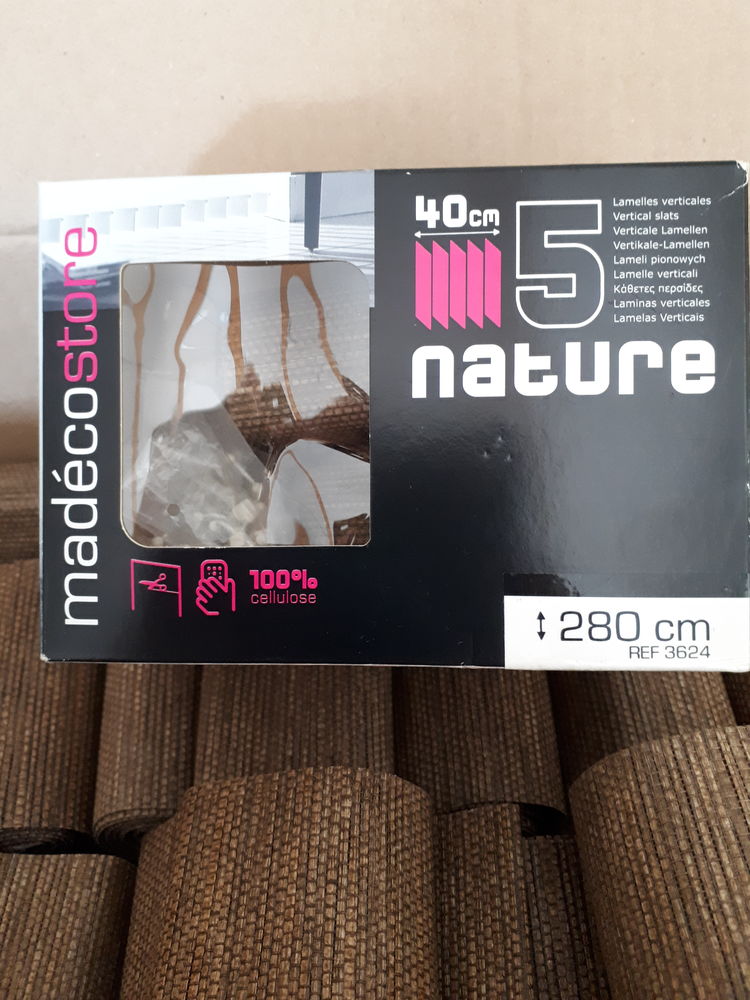 madécostore
40cm
5
Lamelles verticales
Vertical slats
Verticale Lamellen
Vertikale-Lamellen
Lameli pionowych
Lamelle verticali
Κάθετες περσίδες
Laminas verticales
Lamelas Verticais
nature
100%
cellulose
280 cm
REF 3624